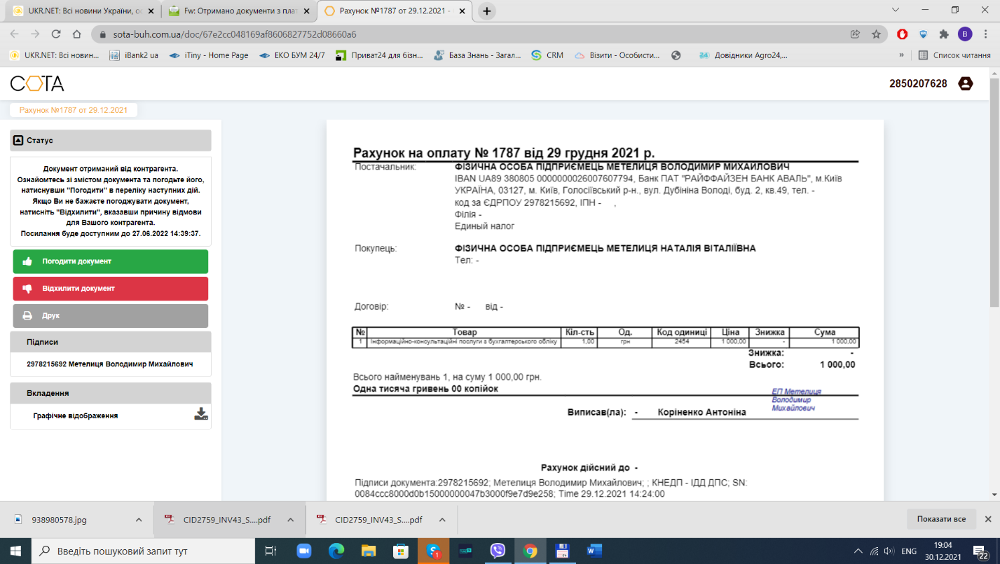 UKR.NET: Всі новини України, ос
Fw: Отримано документи з плат
Рахунок №1787 от 29.12.2021 -
sota-buh.com.ua/doc/67e2cc048169af8606827752d08660a6
B
UKR.NET: Всі новин...
iBank2 ua
iTiny - Home Page
ЕКО БУМ 24/7
Приват24 для бізн...
База Знань - Загал...
CRM
Візити - Особисти...
Довідники Agro24,...
»
Список читання
СОТА
2850207628
Рахунок №1787 от 29.12.2021
Статус
Документ отриманий від контрагента.
Ознайомтесь зі змістом документа та погодьте його,
натиснувши "Погодити" в переліку наступних дій.
Якщо Ви не бажаєте погоджувати документ,
натисніть "Відхилити", вказавши причину відмови
для Вашого контрагента.
Посилання буде доступним до 27.06.2022 14:39:37.
Погодити документ
Відхилити документ
Друк
Підписи
2978215692 Метелиця Володимир Михайлович
Вкладення
Графічне відображення
Рахунок на оплату № 1787 від 29 грудня 2021 р.
Постачальник: ФІЗИЧНА ОСОБА ПІДПРИЄМЕЦЬ МЕТЕЛИЦЯ ВОЛОДИМИР МИХАЙЛОВИЧ
IBAN UA89 380805 0000000026007607794, Банк ПАТ "РАЙФФАЙЗЕН БАНК АВАЛЬ", м.Київ
УКРАЇНА, 03127, м. Київ, Голосіївський р-н., вул. Дубініна Володі, буд. 2, кв.49, тел. -
код за ЄДРПОУ 2978215692, ІПН - ,
Філія -
Единый налог
Покупець: ФІЗИЧНА ОСОБА ПІДПРИЄМЕЦЬ МЕТЕЛИЦЯ НАТАЛІЯ ВІТАЛІЇВНА
Тел: -
Договір: № - від -
№ Товар Кіл-сть Од. Код одиниці Ціна Знижка Сума
1 Інформаційно-консультаційні послуги з бухгалтерського обліку 1,00 грн 2454 1 000,00 - 1 000,00
Знижка: -
Всього: 1 000,00
Всього найменувань 1, на суму 1 000,00 грн.
Одна тисяча гривень 00 копійок
ЕП Метелиця
Володимир
Михайлович
Виписав(ла): - Коріненко Антоніна
Рахунок дійсний до -
Підписи документа:2978215692; Метелиця Володимир Михайлович; ; КНЕДП - ІДД ДПС; SN:
0084ccc8000d0b15000000047b3000f9e7d9e258; Time 29.12.2021 14:24:00
938980578.jpg
CID2759_INV43_S....pdf
CID2759_INV43_S....pdf
Показати все
Введіть пошуковий запит тут
1
ENG
19:04
30.12.2021
22